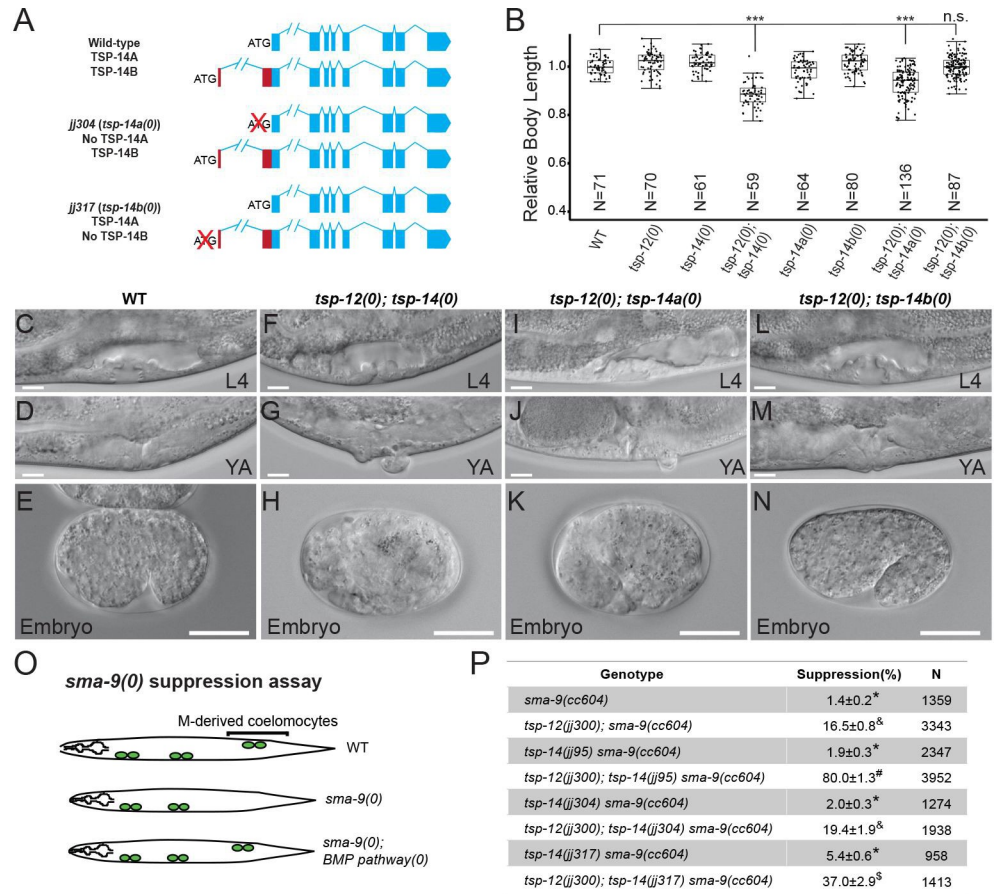 A
Wild-type
TSP-14A
TSP-14B
ATG
ATG
jj304 (tsp-14a(0))
No TSP-14A
TSP-14B
ATG
ATG
jj317 (tsp-14b(0))
TSP-14A
No TSP-14B
ATG
ATG
B
***
***
n.s.
Relative Body Length
1.0
0.8
0.6
0.4
N=71
N=70
N=61
N=59
N=64
N=80
N=136
N=87
WT
tsp-12(0)
tsp-14(0)
tsp-12(0);
tsp-14(0)
tsp-14a(0)
tsp-14b(0)
tsp-12(0);
tsp-14a(0)
tsp-12(0);
tsp-14b(0)
WT
tsp-12(0); tsp-14(0)
tsp-12(0); tsp-14a(0)
tsp-12(0); tsp-14b(0)
C
L4
F
L4
I
L4
L
L4
D
YA
G
YA
J
YA
M
YA
E
Embryo
H
Embryo
K
Embryo
N
Embryo
O
sma-9(0) suppression assay
M-derived coelomocytes
WT
sma-9(0)
sma-9(0);
BMP pathway(0)
P
Genotype Suppression(%) N
sma-9(cc604) 1.4±0.2* 1359
tsp-12(jj300); sma-9(cc604) 16.5±0.8& 3343
tsp-14(jj95) sma-9(cc604) 1.9±0.3* 2347
tsp-12(jj300); tsp-14(jj95) sma-9(cc604) 80.0±1.3# 3952
tsp-14(jj304) sma-9(cc604) 2.0±0.3* 1274
tsp-12(jj300); tsp-14(jj304) sma-9(cc604) 19.4±1.9& 1938
tsp-14(jj317) sma-9(cc604) 5.4±0.6* 958
tsp-12(jj300); tsp-14(jj317) sma-9(cc604) 37.0±2.9$ 1413